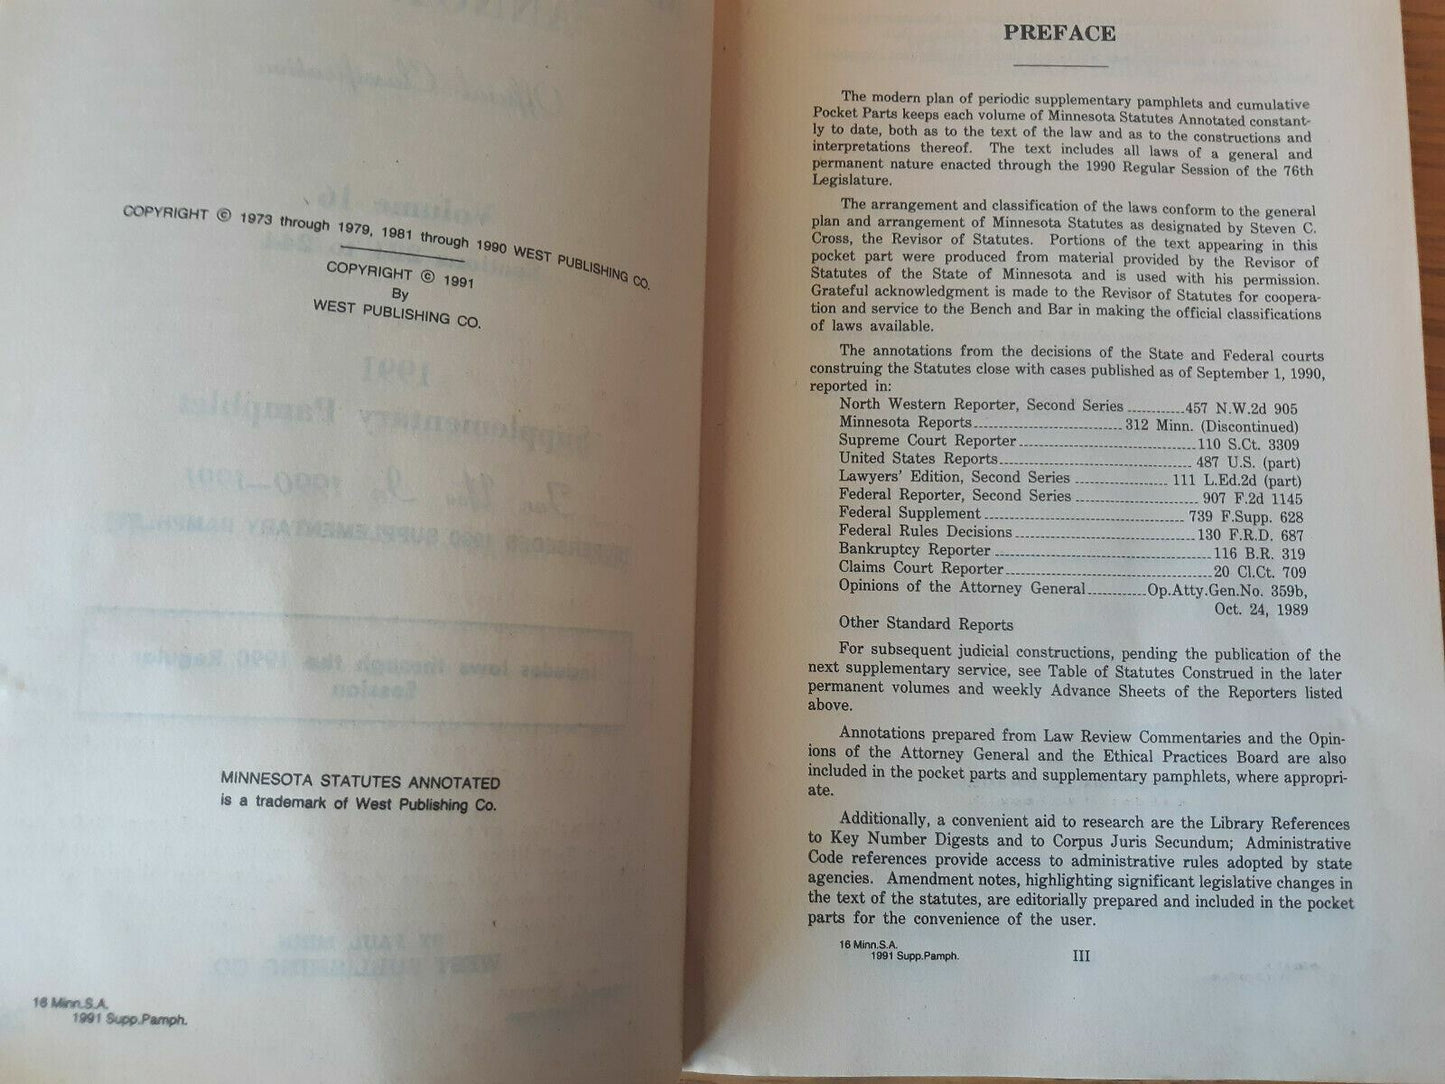 COPYRIGHT © 1973 through 1979, 1981 through 1990 WEST PUBLISHING CO.
COPYRIGHT © 1991
By
WEST PUBLISHING CO.
MINNESOTA STATUTES ANNOTATED
is a trademark of West Publishing Co.
16 Minn.S.A.
1991 Supp.Pamph.
PREFACE
The modern plan of periodic supplementary pamphlets and cumulative
Pocket Parts keeps each volume of Minnesota Statutes Annotated constant-
ly to date, both as to the text of the law and as to the constructions and
interpretations thereof. The text includes all laws of a general and
permanent nature enacted through the 1990 Regular Session of the 76th
Legislature.
The arrangement and classification of the laws conform to the general
plan and arrangement of Minnesota Statutes as designated by Steven C.
Cross, the Revisor of Statutes. Portions of the text appearing in this
pocket part were produced from material provided by the Revisor of
Statutes of the State of Minnesota and is used with his permission.
Grateful acknowledgment is made to the Revisor of Statutes for coopera-
tion and service to the Bench and Bar in making the official classifications
of laws available.
The annotations from the decisions of the State and Federal courts
construing the Statutes close with cases published as of September 1, 1990,
reported in:
North Western Reporter, Second Series ............457 N.W.2d 905
Minnesota Reports..............................312 Minn. (Discontinued)
Supreme Court Reporter....................................110 S.Ct. 3309
United States Reports....................................... 487 U.S. (part)
Lawyers' Edition, Second Series ................... 111 L.Ed.2d (part)
Federal Reporter, Second Series ........................ 907 F.2d 1145
Federal Supplement........................................ 739 F.Supp. 628
Federal Rules Decisions.....................................130 F.R.D. 687
Bankruptcy Reporter ...........................................116 B.R. 319
Claims Court Reporter.........................................20 Cl.Ct. 709
Opinions of the Attorney General............Op.Atty.Gen.No. 359b,
Oct. 24, 1989
Other Standard Reports
For subsequent judicial constructions, pending the publication of the
next supplementary service, see Table of Statutes Construed in the later
permanent volumes and weekly Advance Sheets of the Reporters listed
above.
Annotations prepared from Law Review Commentaries and the Opin-
ions of the Attorney General and the Ethical Practices Board are also
included in the pocket parts and supplementary pamphlets, where appropri-
ate.
Additionally, a convenient aid to research are the Library References
to Key Number Digests and to Corpus Juris Secundum; Administrative
Code references provide access to administrative rules adopted by state
agencies. Amendment notes, highlighting significant legislative changes in
the text of the statutes, are editorially prepared and included in the pocket
parts for the convenience of the user.
16 Minn.S.A.
1991 Supp.Pamph.
III